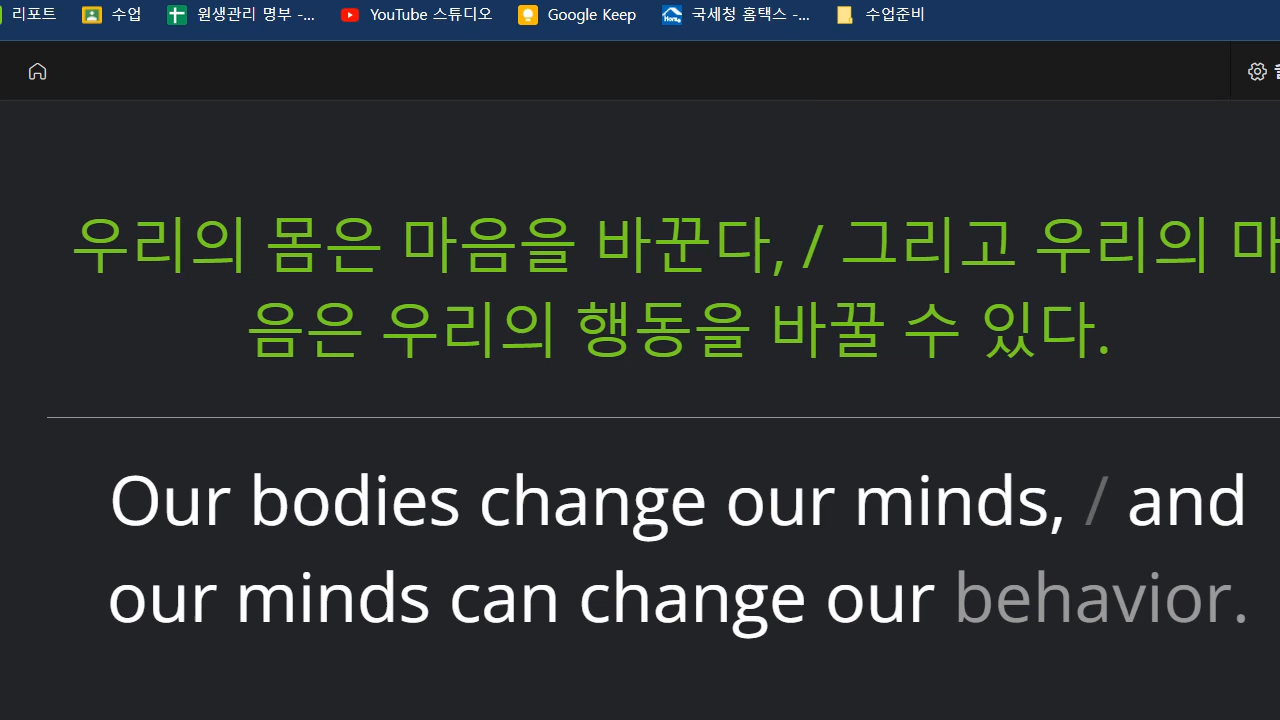 리포트 수업 원생관리 명부 -... YouTube 스튜디오 Google Keep 국세청 홈택스 -... 수업준비
우리의 몸은 마음을 바꾼다, / 그리고 우리의 마
음은 우리의 행동을 바꿀 수 있다.
Our bodies change our minds, / and
our minds can change our behavior.